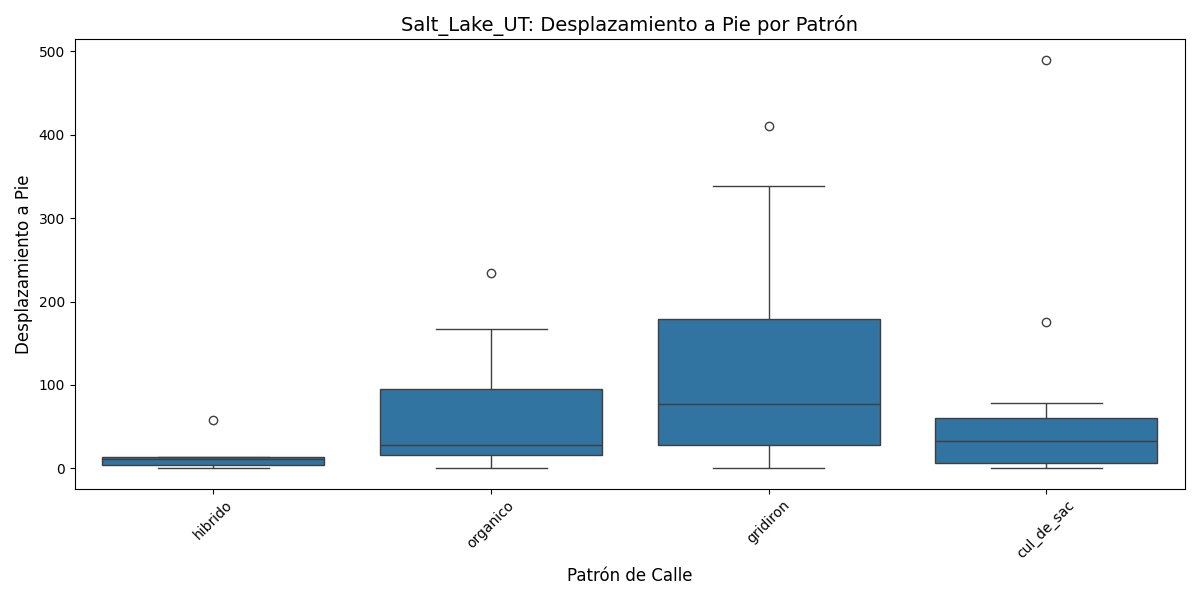 Salt_Lake_UT: Desplazamiento a Pie por Patrón
Desplazamiento a Pie
500
400
300
200
100
0
hibrido
organico
gridiron
cul_de_sac
Patrón de Calle